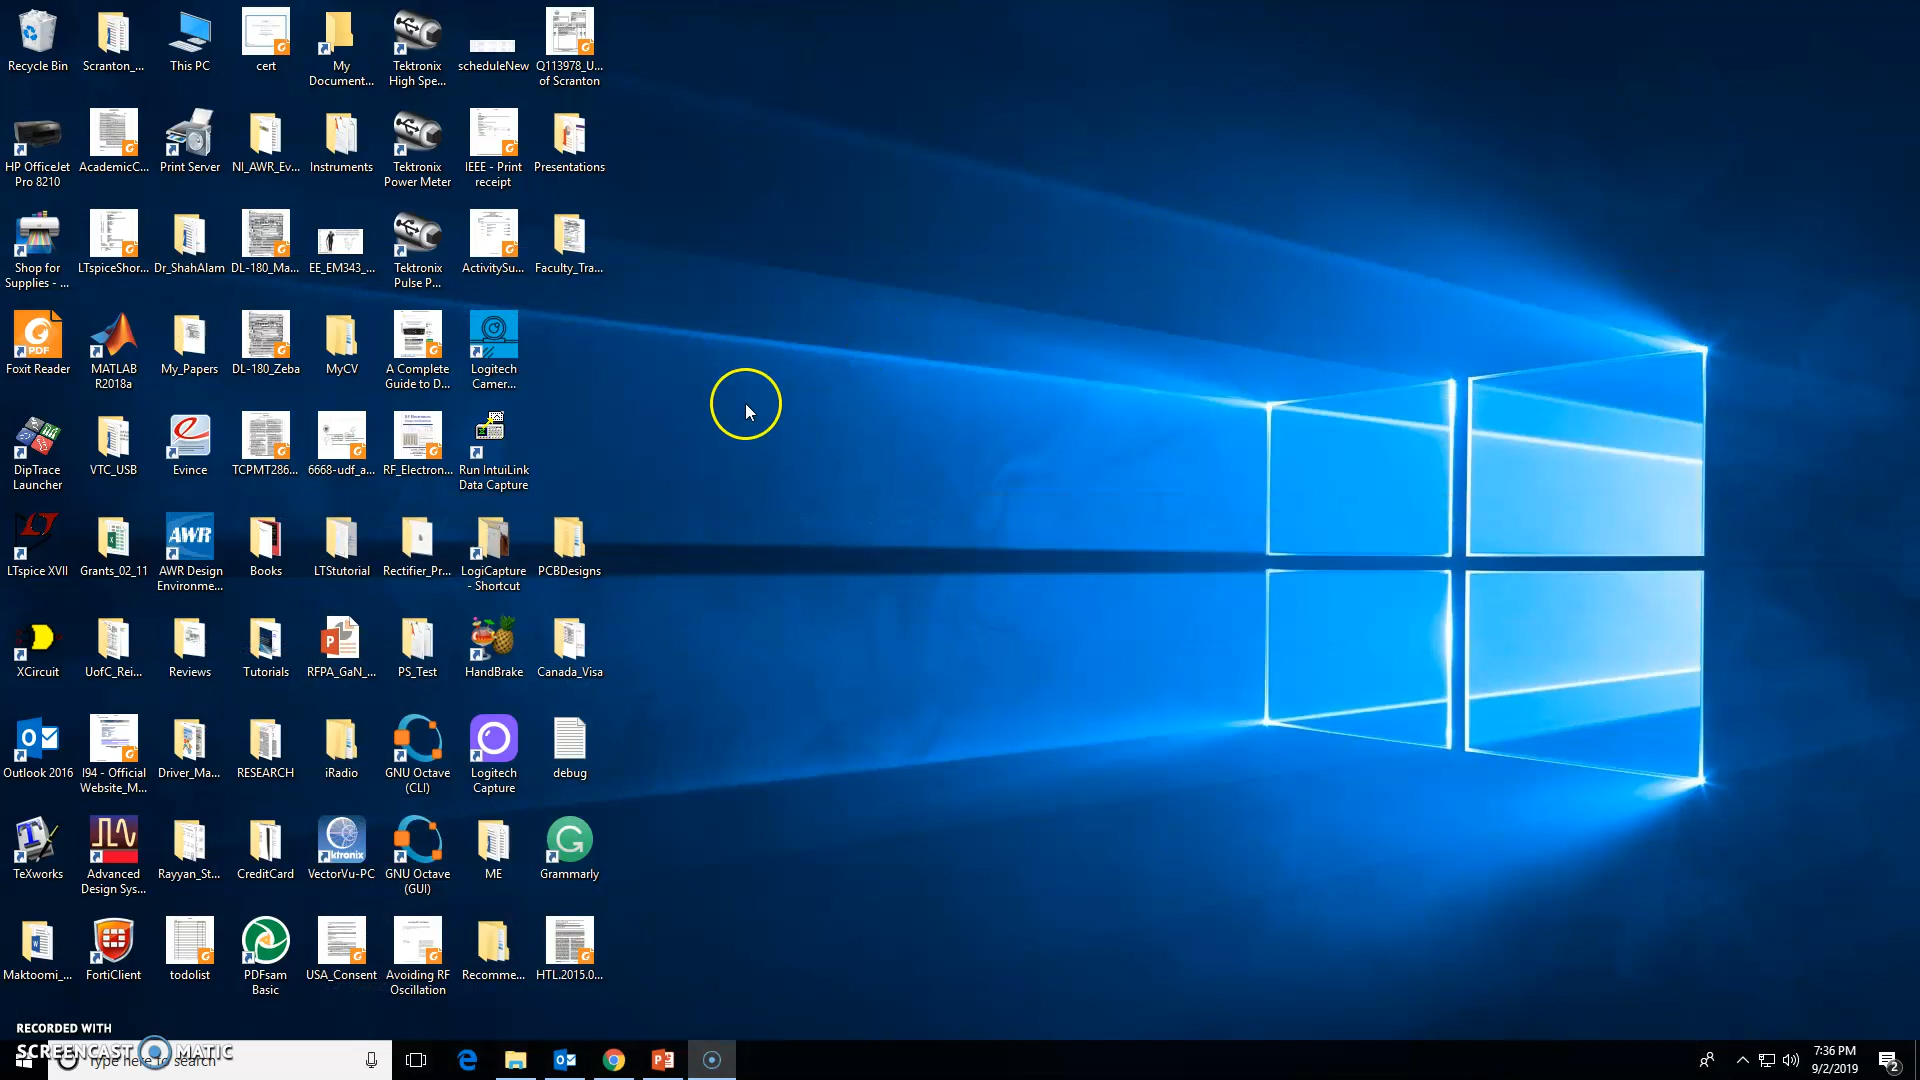 Recycle Bin
Scranton_...
This PC
cert
My
Document...
Tektronix
High Spe...
scheduleNew
Q113978_U...
of Scranton
HP OfficeJet
Pro 8210
AcademicC...
Print Server
NI_AWR_Ev...
Instruments
Tektronix
Power Meter
IEEE - Print
receipt
Presentations
Shop for
Supplies - ...
LTspiceShor...
Dr_ShahAlam
DL-180_Ma...
EE_EM343_...
Tektronix
Pulse P...
ActivitySu...
Faculty_Tra...
PDF
Foxit Reader
MATLAB
R2018a
My_Papers
DL-180_Zeba
MyCV
A Complete
Guide to D...
Logitech
Camer...
DipTrace
Launcher
VTC_USB
Evince
TCPMT286...
6668-udf_a...
RF_Electron...
Run IntuiLink
Data Capture
LTspice XVII
Grants_02_11
AWR
AWR Design
Environme...
Books
LTStutorial
Rectifier_Pr...
LogiCapture
- Shortcut
PCBDesigns
XCircuit
UofC_Rei...
Reviews
Tutorials
RFPA_GaN_...
PS_Test
HandBrake
Canada_Visa
Outlook 2016
I94 - Official
Website_M...
Driver_Ma...
RESEARCH
iRadio
GNU Octave
(CLI)
Logitech
Capture
debug
TeXworks
Advanced
Design Sys...
Rayyan_St...
CreditCard
ktronix
VectorVu-PC
GNU Octave
(GUI)
ME
Grammarly
Maktoomi_...
FortiClient
todolist
PDFsam
Basic
USA_Consent
Avoiding RF
Oscillation
Recomme...
HTL.2015.0...
RECORDED WITH
SCREENCAST MATIC
Type here to search
7:36 PM
9/2/2019
2